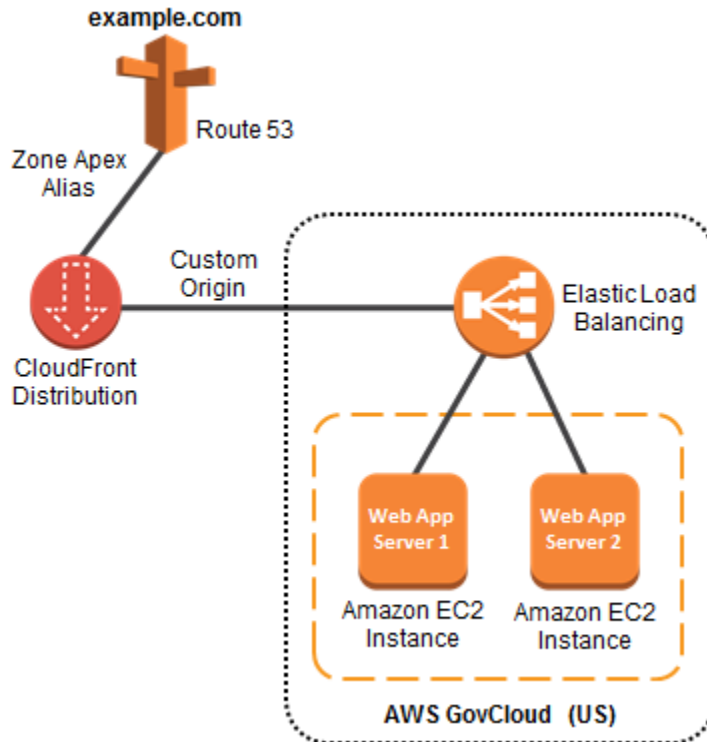 example.com
Route 53
Zone Apex
Alias
Custom
Origin
CloudFront
Distribution
Elastic Load
Balancing
Web App
Server 1
Web App
Server 2
Amazon EC2
Instance
Amazon EC2
Instance
AWS GovCloud (US)